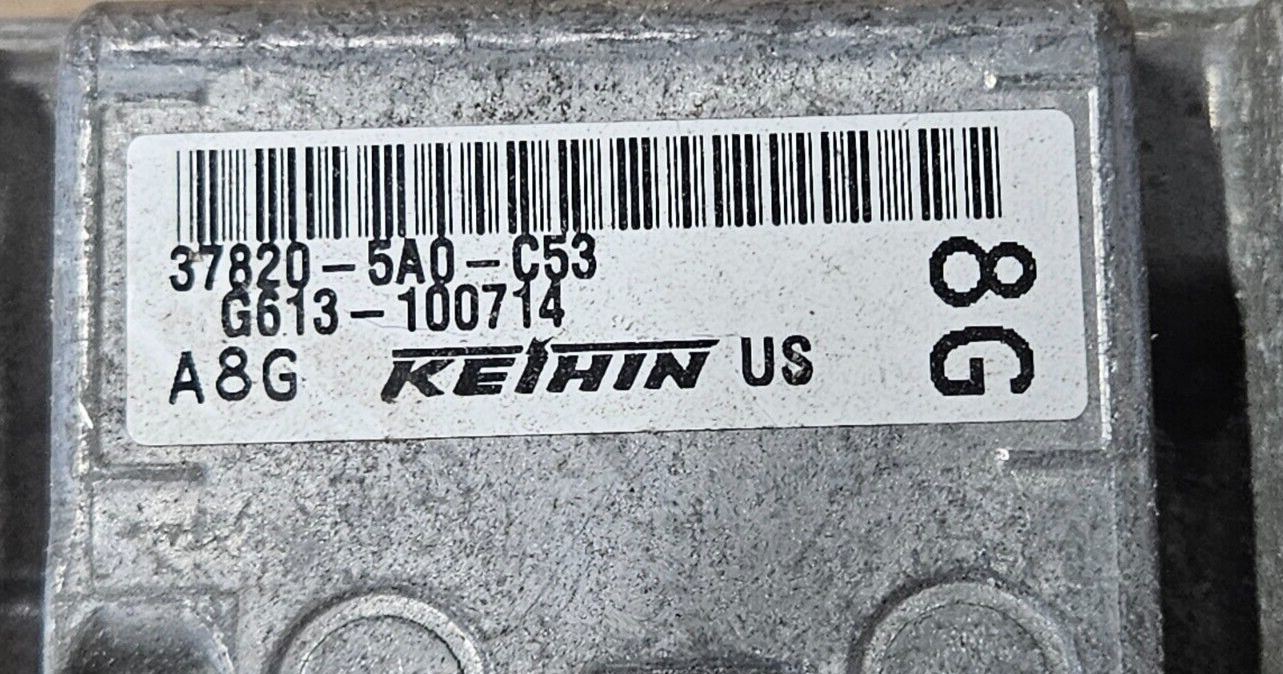 37820-5A0-C53
G613-100714
A8G KEIHIN US
8G